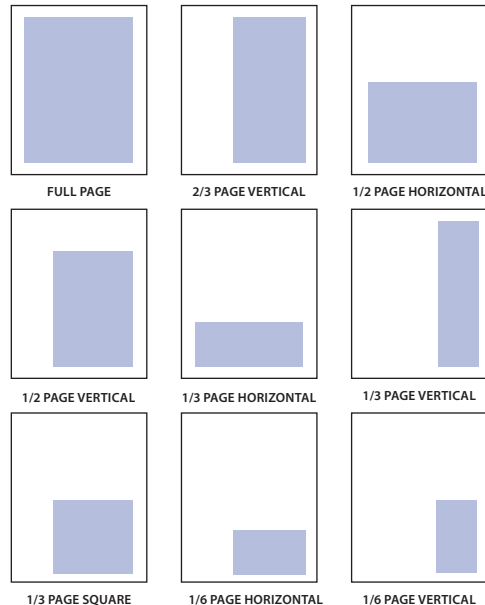 FULL PAGE
2/3 PAGE VERTICAL
1/2 PAGE HORIZONTAL
1/2 PAGE VERTICAL
1/3 PAGE HORIZONTAL
1/3 PAGE VERTICAL
1/3 PAGE SQUARE
1/6 PAGE HORIZONTAL
1/6 PAGE VERTICAL